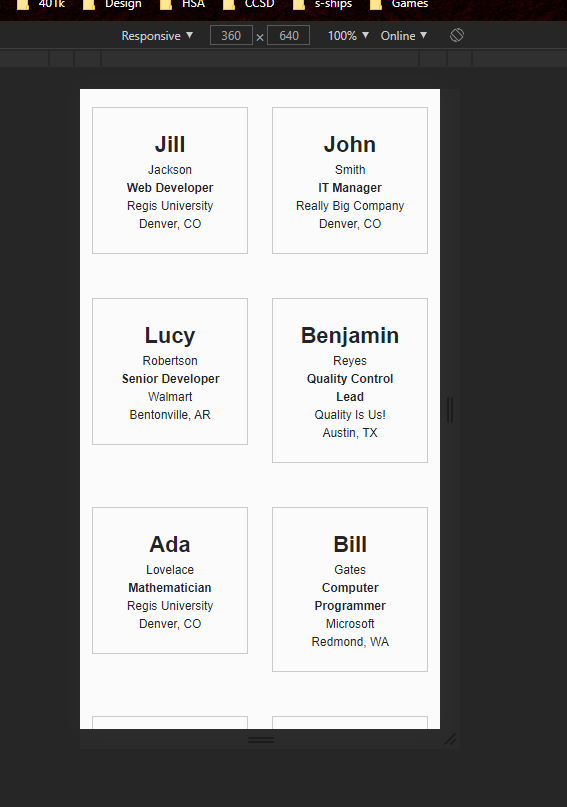 401k Design HSA CCSD s-ships Games
Responsive ▼ 360 × 640 100% ▼ Online ▼
Jill
Jackson
Web Developer
Regis University
Denver, CO
John
Smith
IT Manager
Really Big Company
Denver, CO
Lucy
Robertson
Senior Developer
Walmart
Bentonville, AR
Benjamin
Reyes
Quality Control
Lead
Quality Is Us!
Austin, TX
Ada
Lovelace
Mathematician
Regis University
Denver, CO
Bill
Gates
Computer
Programmer
Microsoft
Redmond, WA